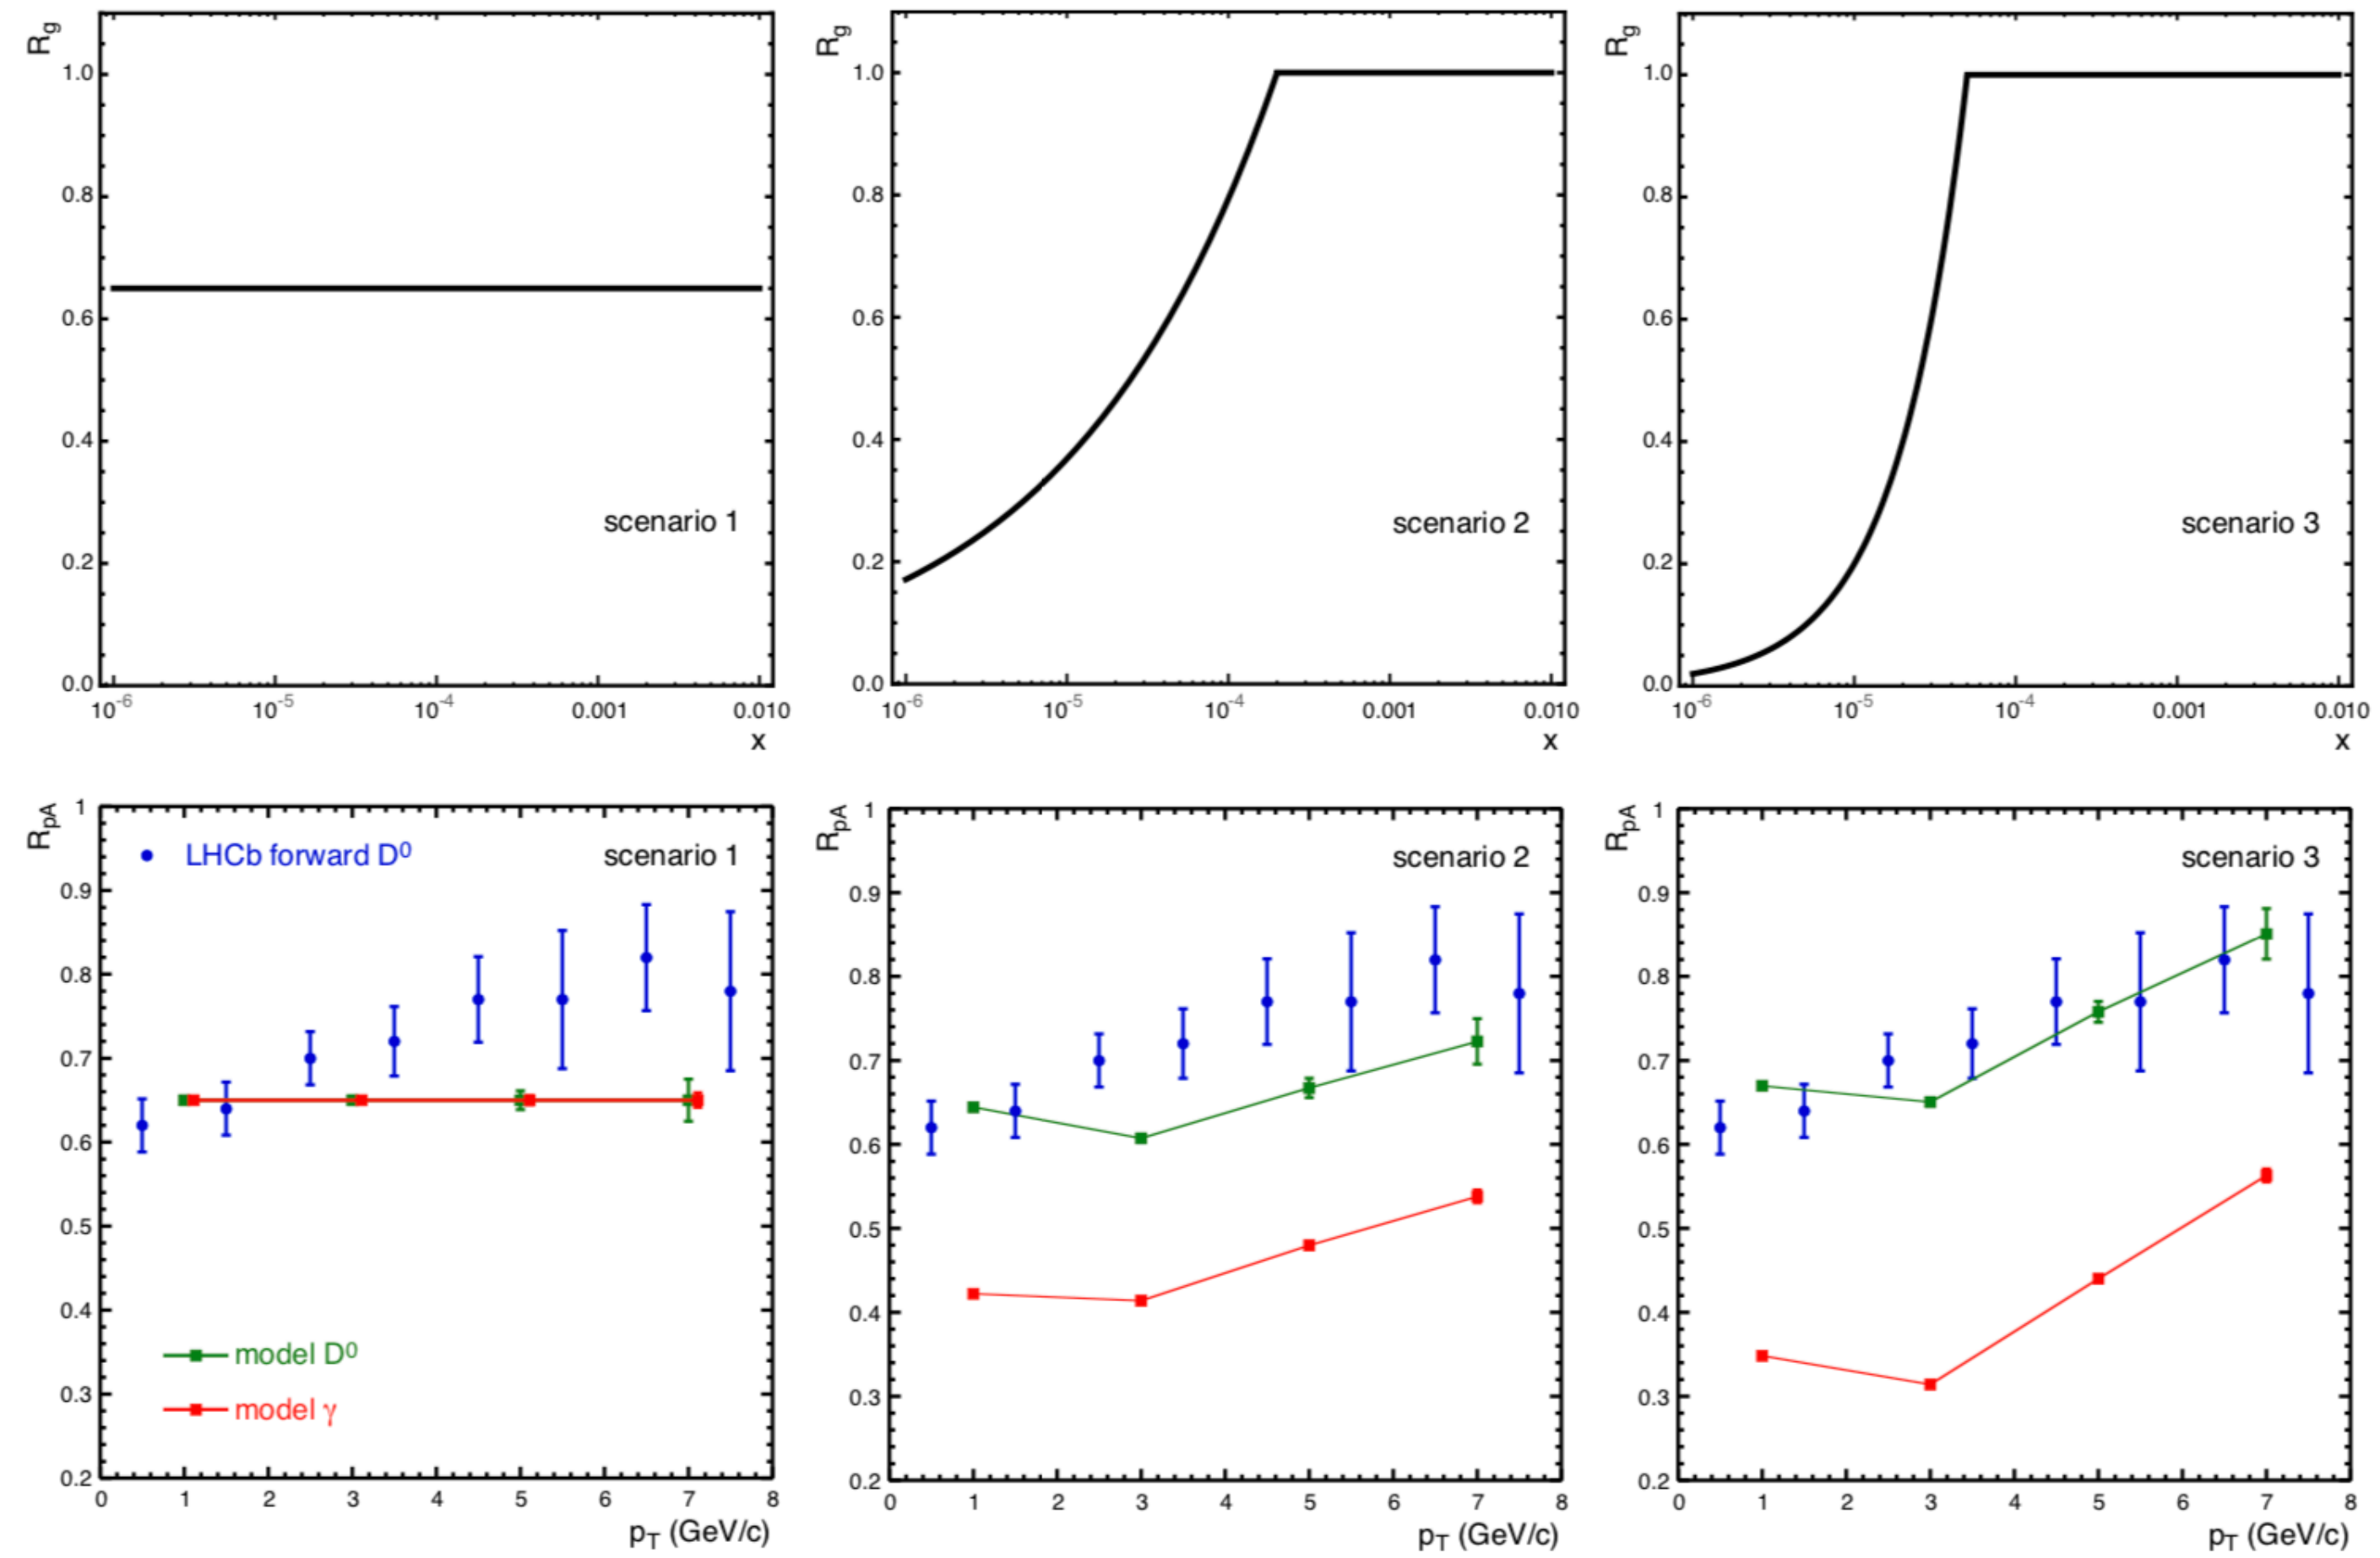 R_g
1.0
0.8
0.6
0.4
0.2
0.0
scenario 1
10^-6 10^-5 10^-4 0.001 0.010
x
R_g
1.0
0.8
0.6
0.4
0.2
0.0
scenario 2
10^-6 10^-5 10^-4 0.001 0.010
x
R_g
1.0
0.8
0.6
0.4
0.2
0.0
scenario 3
10^-6 10^-5 10^-4 0.001 0.010
x
R_pA
1
0.9
0.8
0.7
0.6
0.5
0.4
0.3
0.2
LHCb forward D^0
scenario 1
model D^0
model γ
0 1 2 3 4 5 6 7 8
p_T (GeV/c)
R_pA
1
0.9
0.8
0.7
0.6
0.5
0.4
0.3
0.2
scenario 2
0 1 2 3 4 5 6 7 8
p_T (GeV/c)
R_pA
1
0.9
0.8
0.7
0.6
0.5
0.4
0.3
0.2
scenario 3
0 1 2 3 4 5 6 7 8
p_T (GeV/c)